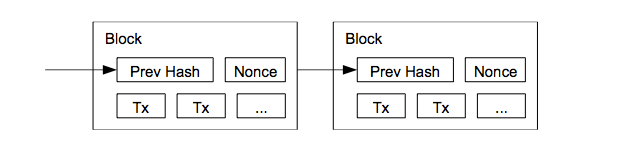 Block
Prev Hash Nonce
Tx Tx ...
Block
Prev Hash Nonce
Tx Tx ...